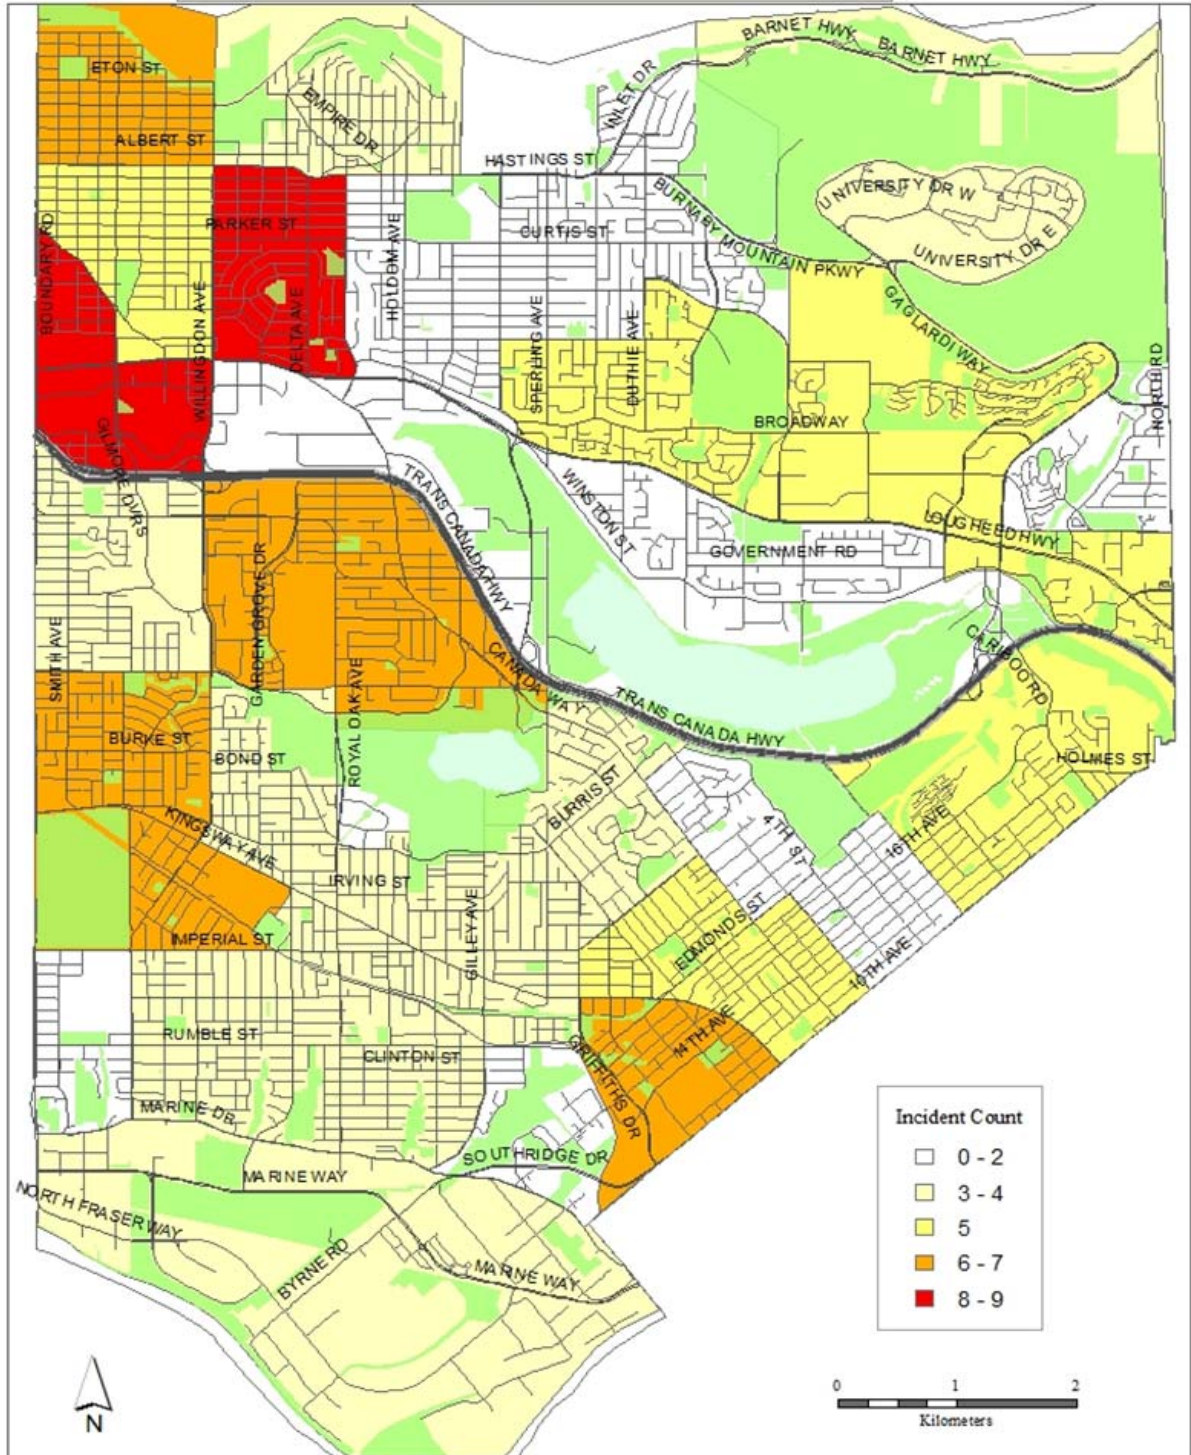 BARNET HWY
BARNET HWY
ETON ST
INLET DR
EMPIRE DR
ALBERT ST
HASTINGS ST
UNIVERSITY DR W
BURNABY MOUNTAIN PKWY
PARKER ST
CURTIS ST
BOUNDARY RD
HOLDOM AVE
UNIVERSITY DR E
WILLINGDON AVE
DELTA AVE
SPERLING AVE
DUTHIE AVE
GAGLARDI WAY
NORTH RD
BROADWAY
GILMORE DIVRS
TRANS CANADA HWY
WINSTON ST
LOUGHEED HWY
GOVERNMENT RD
GARDEN GROVE DR
SMITH AVE
CARIBOO RD
CANADA WAY
ROYAL OAK AVE
TRANS CANADA HWY
BURKE ST
BOND ST
HOLMES ST
BURRIS ST
KINGSWAY AVE
4TH ST
16TH AVE
IRVING ST
GILLEY AVE
EDMONDS ST
IMPERIAL ST
10TH AVE
RUMBLE ST
14TH AVE
CLINTON ST
GRIFFITHS DR
MARINE DR
SOUTHRIDGE DR
MARINE WAY
NORTH FRASER WAY
BYRNE RD
MARINE WAY
Incident Count
0 - 2
3 - 4
5
6 - 7
8 - 9
0 1 2
Kilometers
N